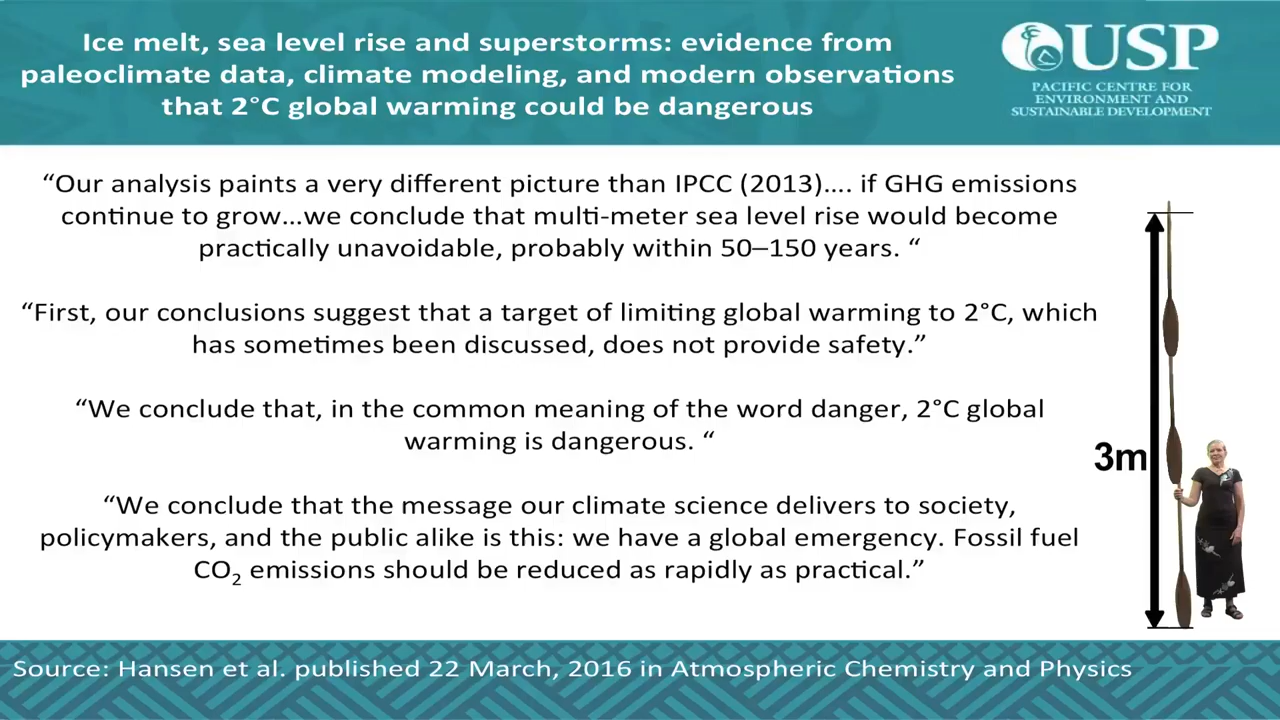 Ice melt, sea level rise and superstorms: evidence from
paleoclimate data, climate modeling, and modern observations
that 2°C global warming could be dangerous
USP
PACIFIC CENTRE FOR
ENVIRONMENT AND
SUSTAINABLE DEVELOPMENT
“Our analysis paints a very different picture than IPCC (2013)…. if GHG emissions
continue to grow…we conclude that multi-meter sea level rise would become
practically unavoidable, probably within 50–150 years. “
“First, our conclusions suggest that a target of limiting global warming to 2°C, which
has sometimes been discussed, does not provide safety.”
“We conclude that, in the common meaning of the word danger, 2°C global
warming is dangerous. “
“We conclude that the message our climate science delivers to society,
policymakers, and the public alike is this: we have a global emergency. Fossil fuel
CO₂ emissions should be reduced as rapidly as practical.”
3m
Source: Hansen et al. published 22 March, 2016 in Atmospheric Chemistry and Physics